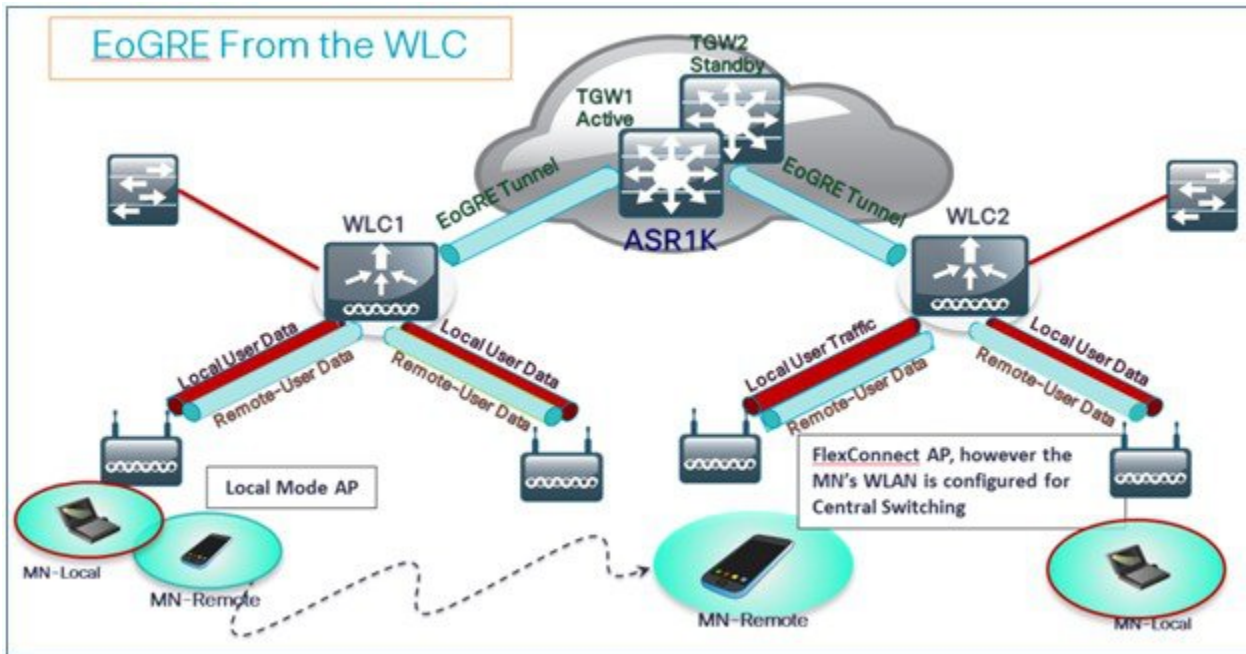 EoGRE From the WLC
TGW2
Standby
TGW1
Active
EoGRE Tunnel
EoGRE Tunnel
WLC1
ASR1K
WLC2
Local User Data
Remote-User Data
Local User Data
Remote-User Data
Local User Traffic
Remote-User Data
Local User Data
Remote-User Data
Local Mode AP
FlexConnect AP, however the
MN's WLAN is configured for
Central Switching
MN-Local
MN-Remote
MN-Remote
MN-Local